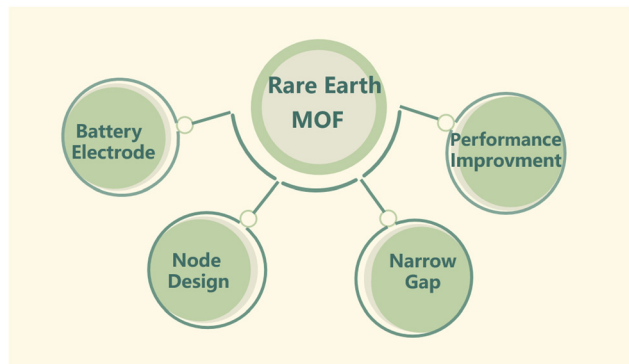 Rare Earth
MOF
Battery
Electrode
Performance
Improvment
Node
Design
Narrow
Gap